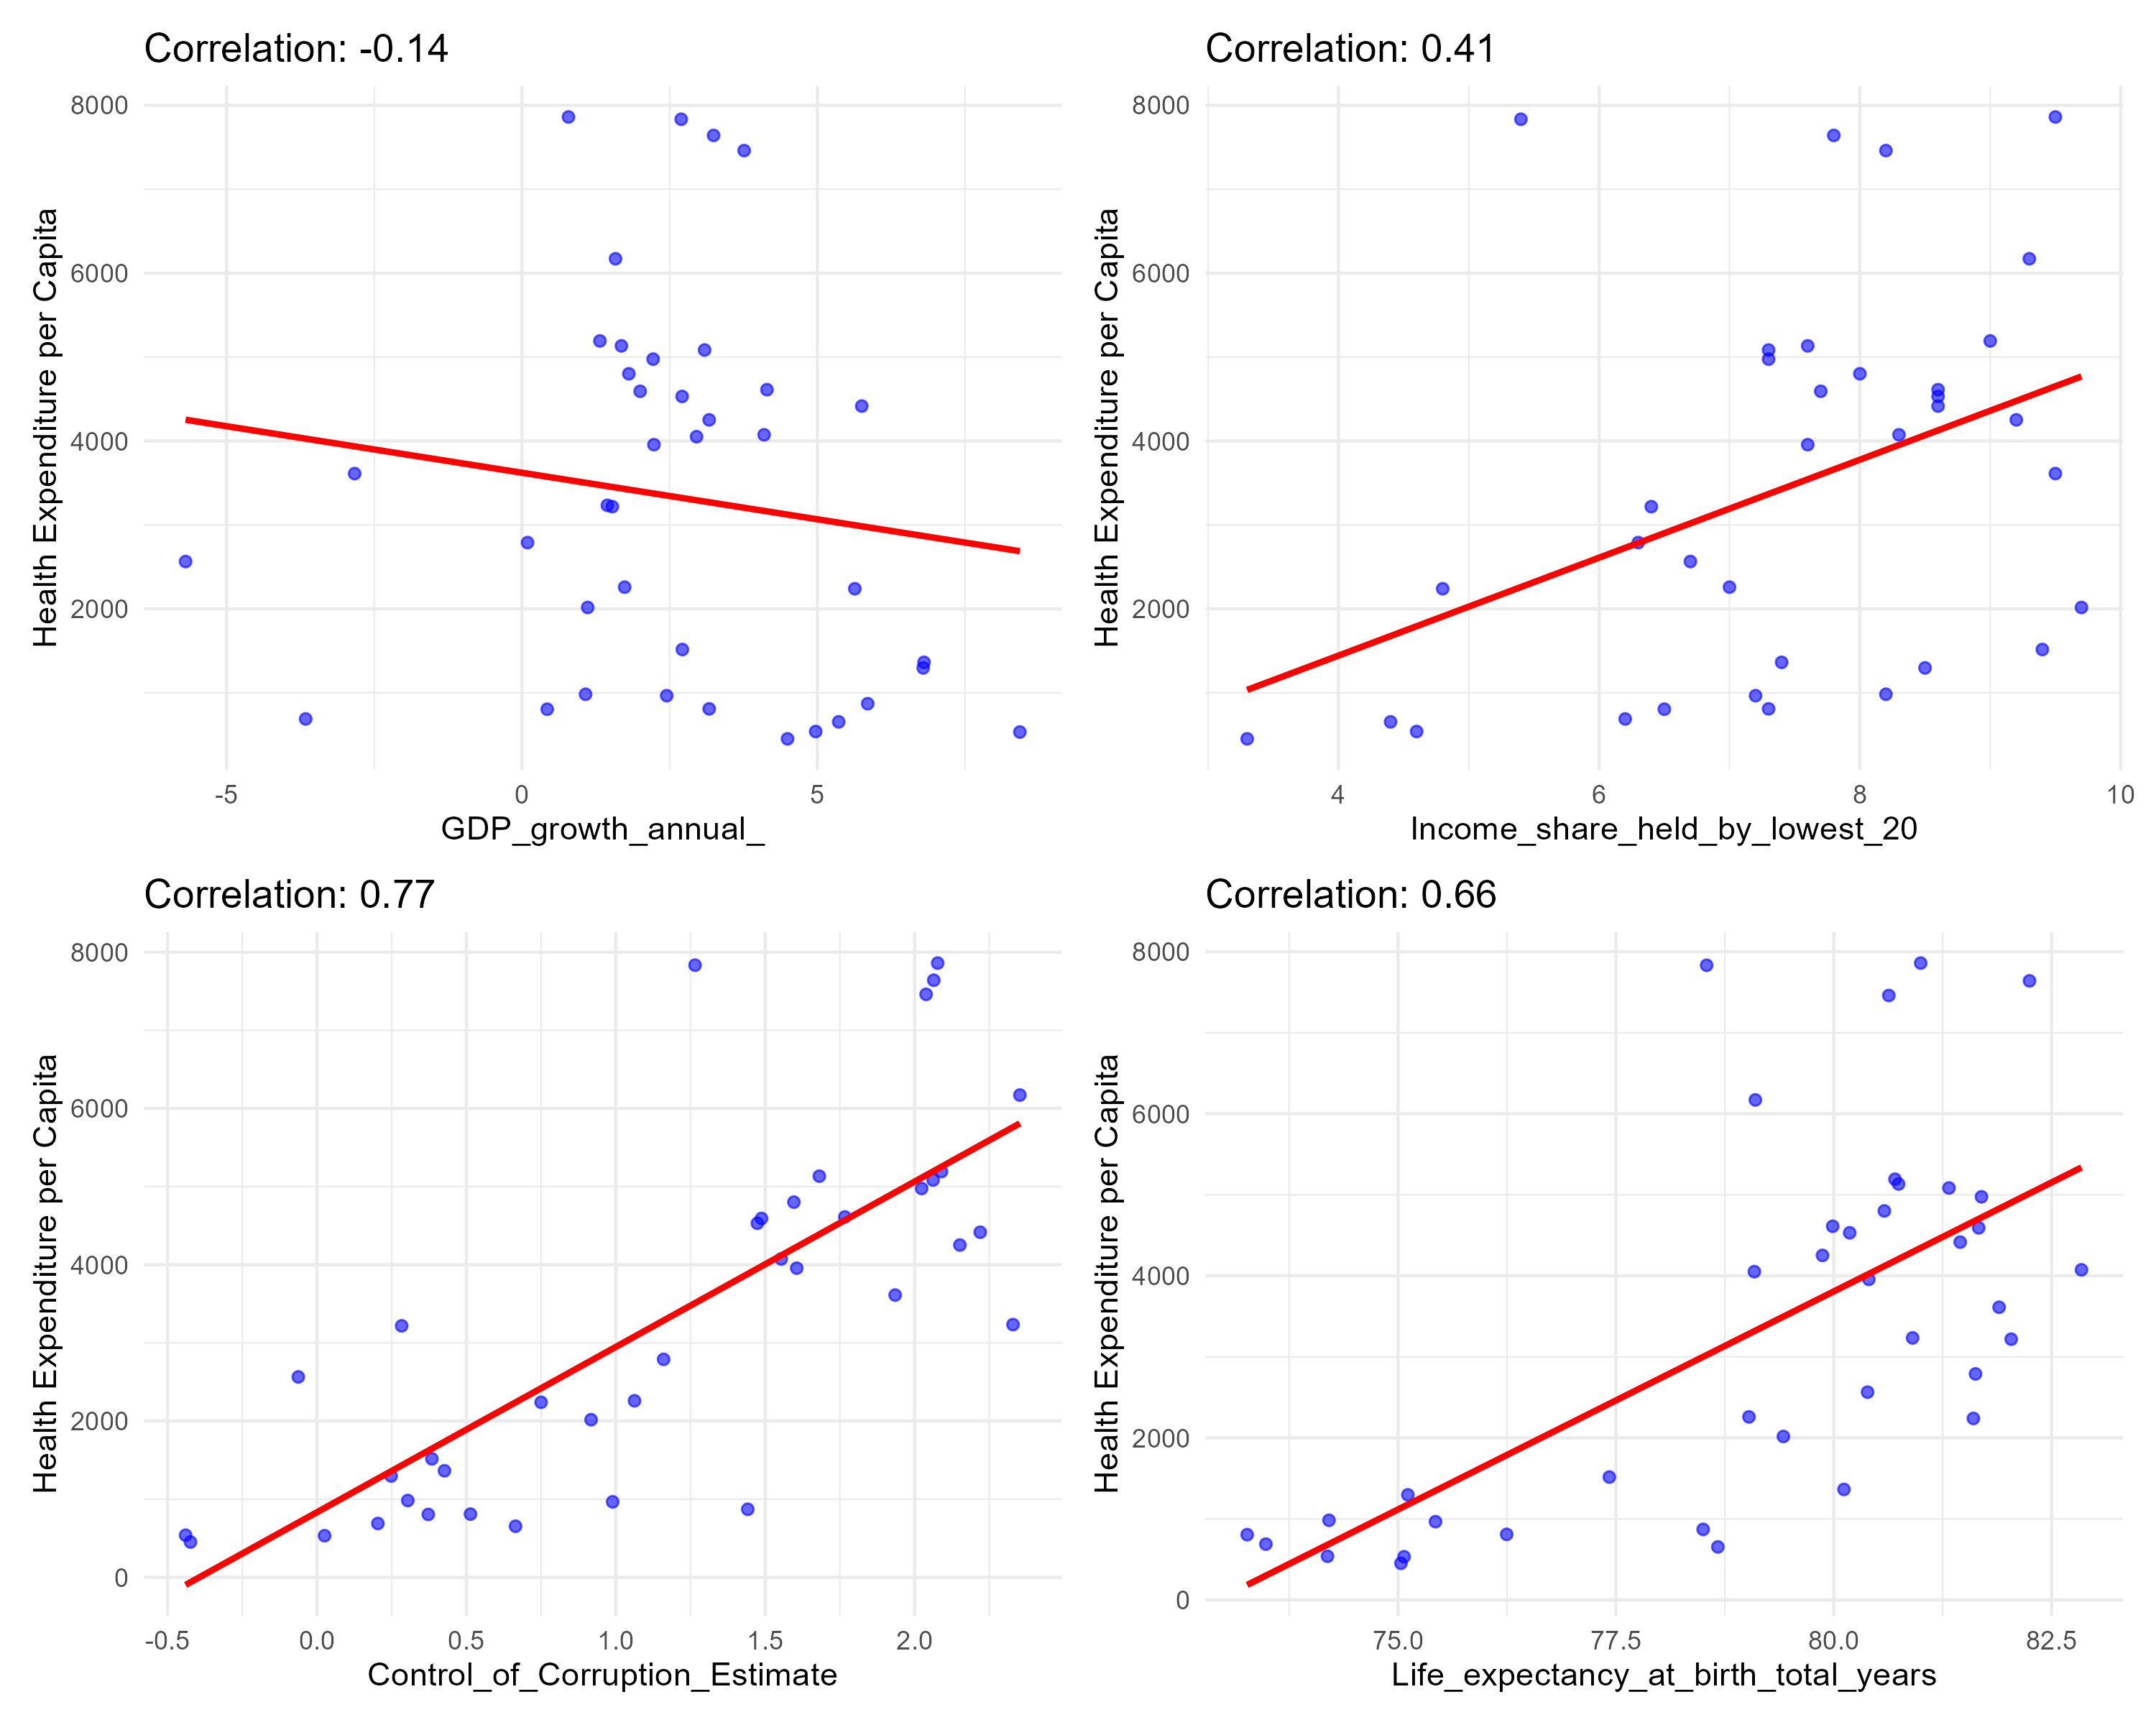 Correlation: -0.14
Health Expenditure per Capita
8000
6000
4000
2000
-5 0 5
GDP_growth_annual_
Correlation: 0.41
Health Expenditure per Capita
8000
6000
4000
2000
4 6 8 10
Income_share_held_by_lowest_20
Correlation: 0.77
Health Expenditure per Capita
8000
6000
4000
2000
0
-0.5 0.0 0.5 1.0 1.5 2.0
Control_of_Corruption_Estimate
Correlation: 0.66
Health Expenditure per Capita
8000
6000
4000
2000
0
75.0 77.5 80.0 82.5
Life_expectancy_at_birth_total_years